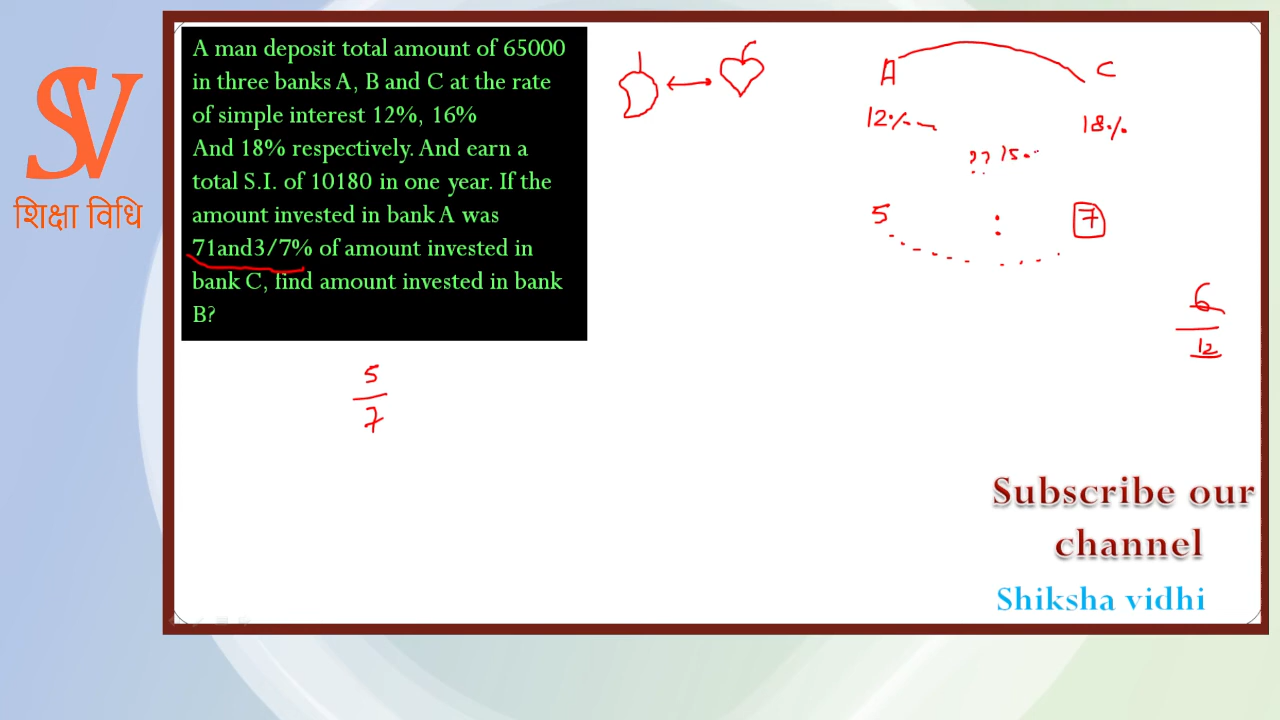 SV
शिक्षा विधि
A man deposit total amount of 65000
in three banks A, B and C at the rate
of simple interest 12%, 16%
And 18% respectively. And earn a
total S.I. of 10180 in one year. If the
amount invested in bank A was
71and3/7% of amount invested in
bank C, find amount invested in bank
B?
A C
12% 18%
?? 15
5 : 7
6
12
5
7
Subscribe our
channel
Shiksha vidhi